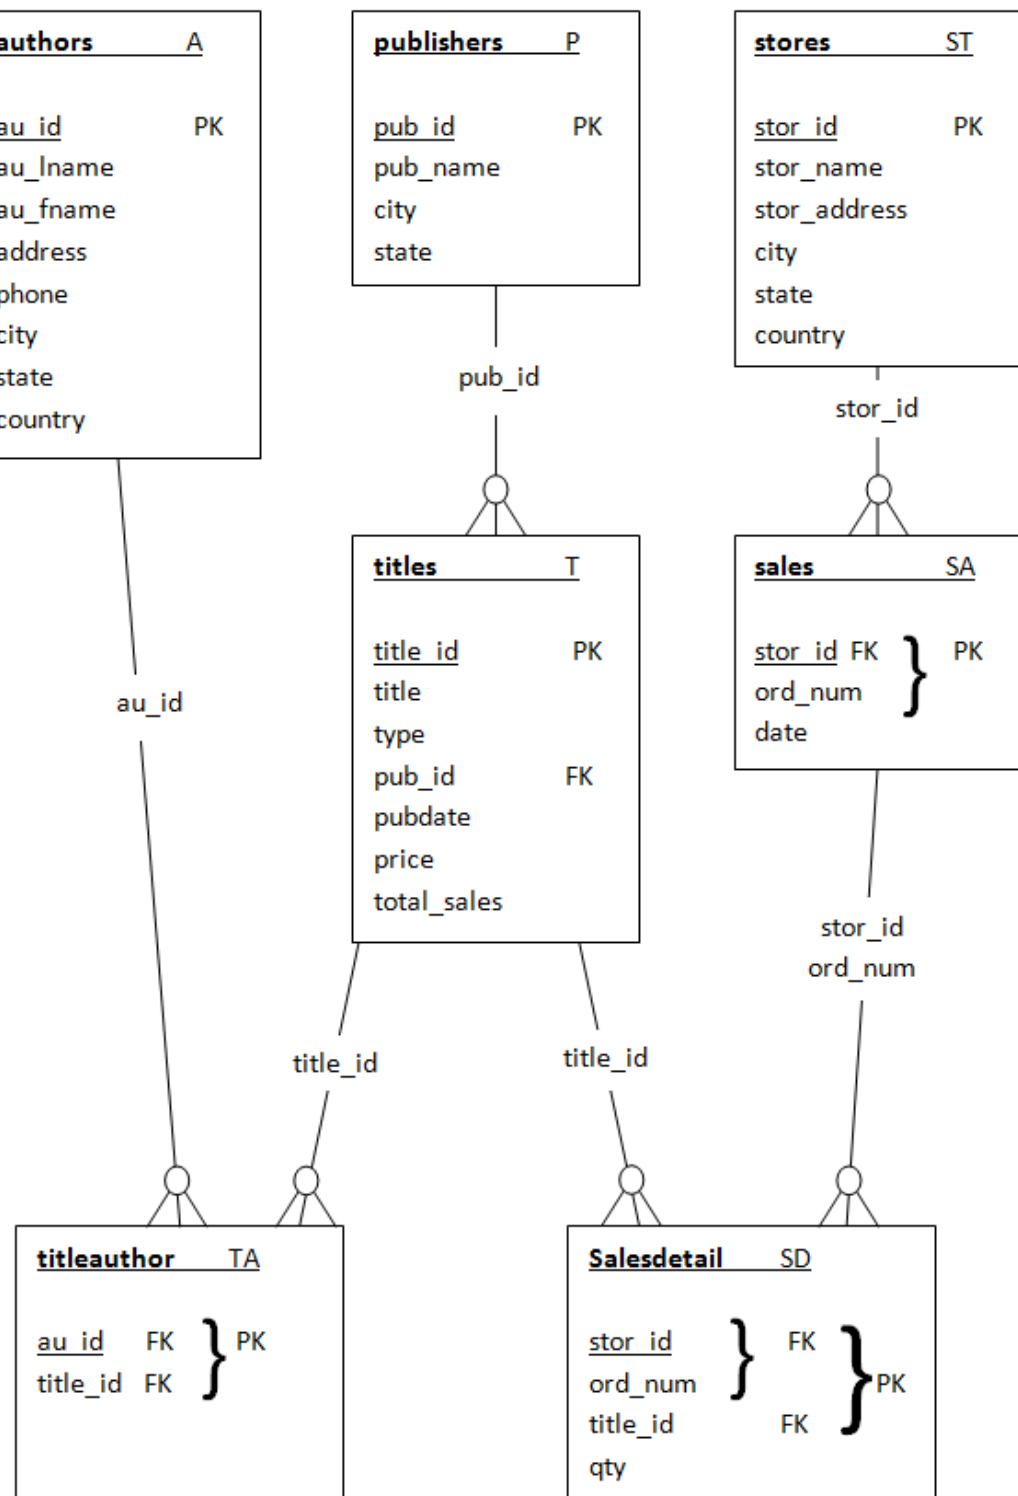 authors A
au_id PK
au_lname
au_fname
address
phone
city
state
country
publishers P
pub_id PK
pub_name
city
state
stores ST
stor_id PK
stor_name
stor_address
city
state
country
pub_id
stor_id
au_id
titles T
title_id PK
title
type
pub_id FK
pubdate
price
total_sales
sales SA
stor_id FK } PK
ord_num
date
stor_id
ord_num
title_id
title_id
titleauthor TA
au_id FK } PK
title_id FK
Salesdetail SD
stor_id } FK
ord_num } PK
title_id FK
qty